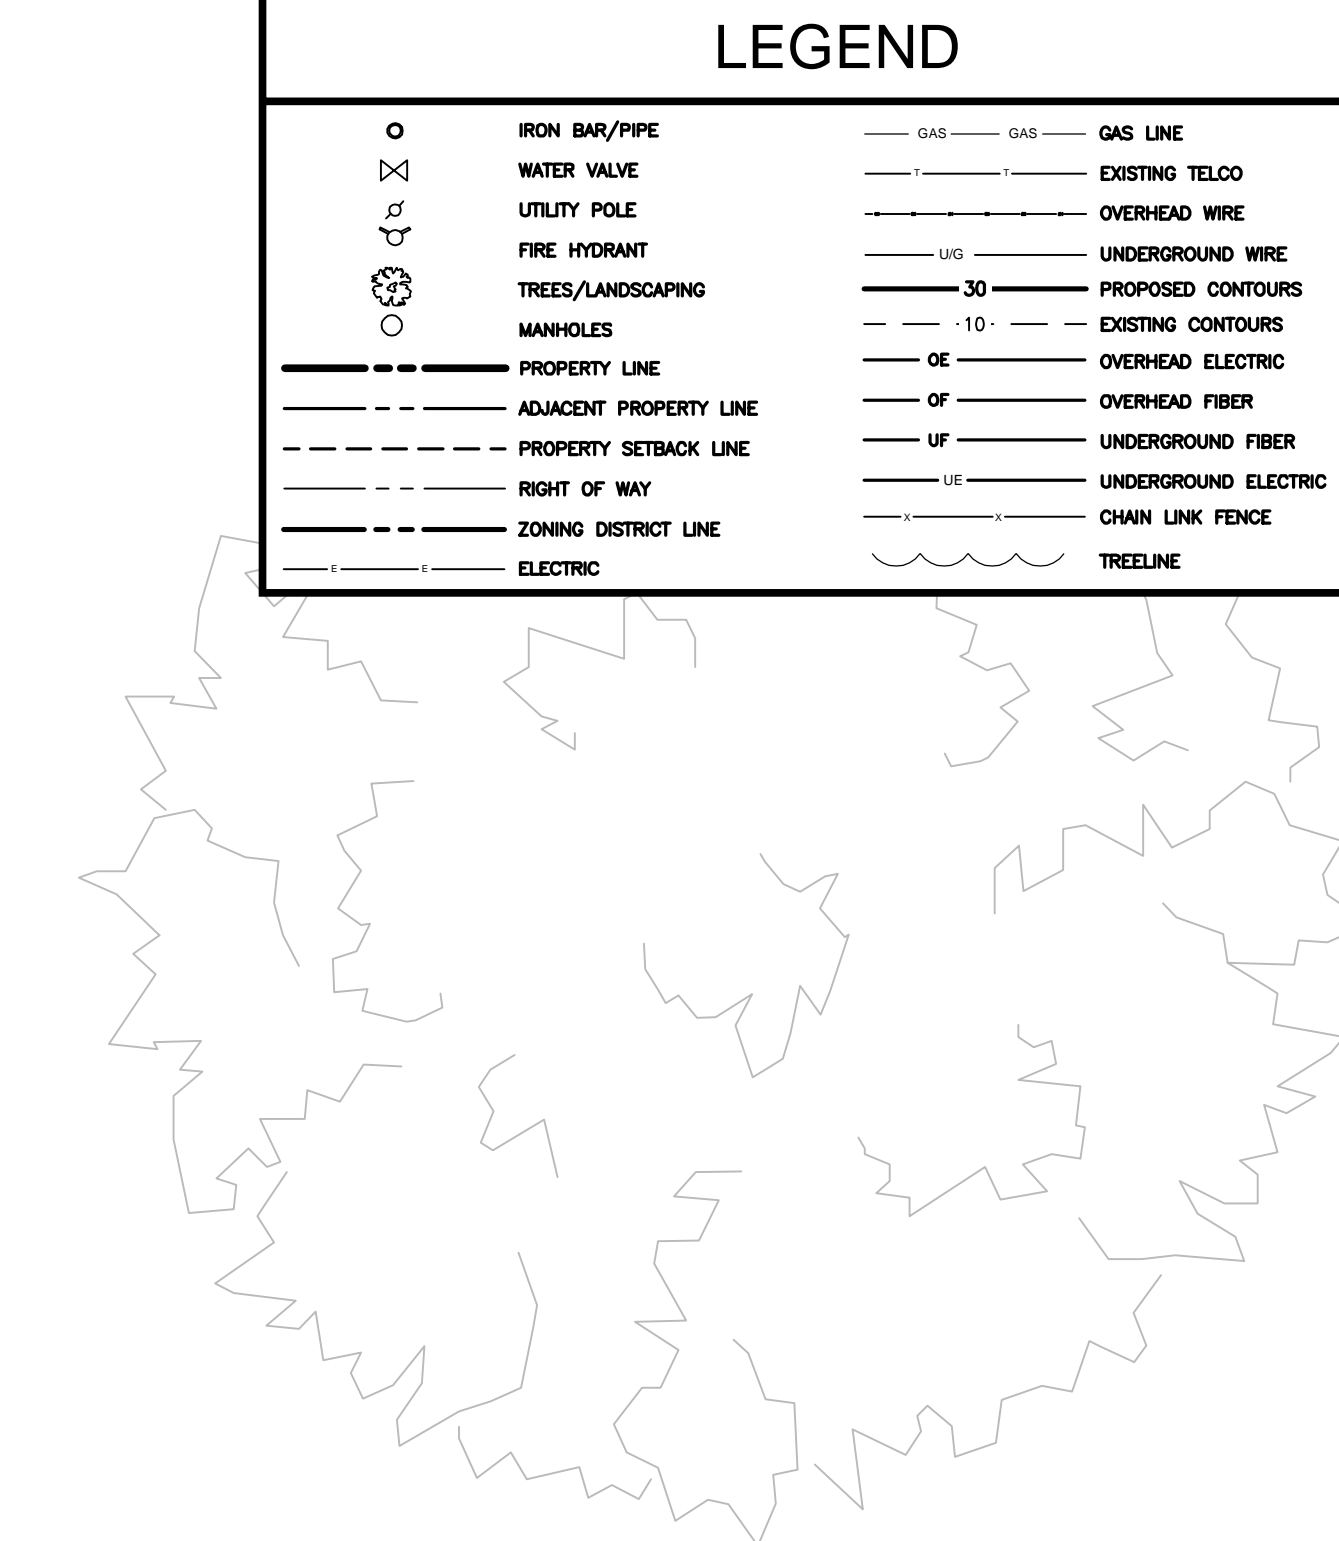 LEGEND
IRON BAR/PIPE
WATER VALVE
UTILITY POLE
FIRE HYDRANT
TREES/LANDSCAPING
MANHOLES
PROPERTY LINE
ADJACENT PROPERTY LINE
PROPERTY SETBACK LINE
RIGHT OF WAY
ZONING DISTRICT LINE
E E ELECTRIC
GAS GAS GAS LINE
T T EXISTING TELCO
OVERHEAD WIRE
U/G UNDERGROUND WIRE
30 PROPOSED CONTOURS
10 EXISTING CONTOURS
OE OVERHEAD ELECTRIC
OF OVERHEAD FIBER
UF UNDERGROUND FIBER
UE UNDERGROUND ELECTRIC
X X CHAIN LINK FENCE
TREELINE